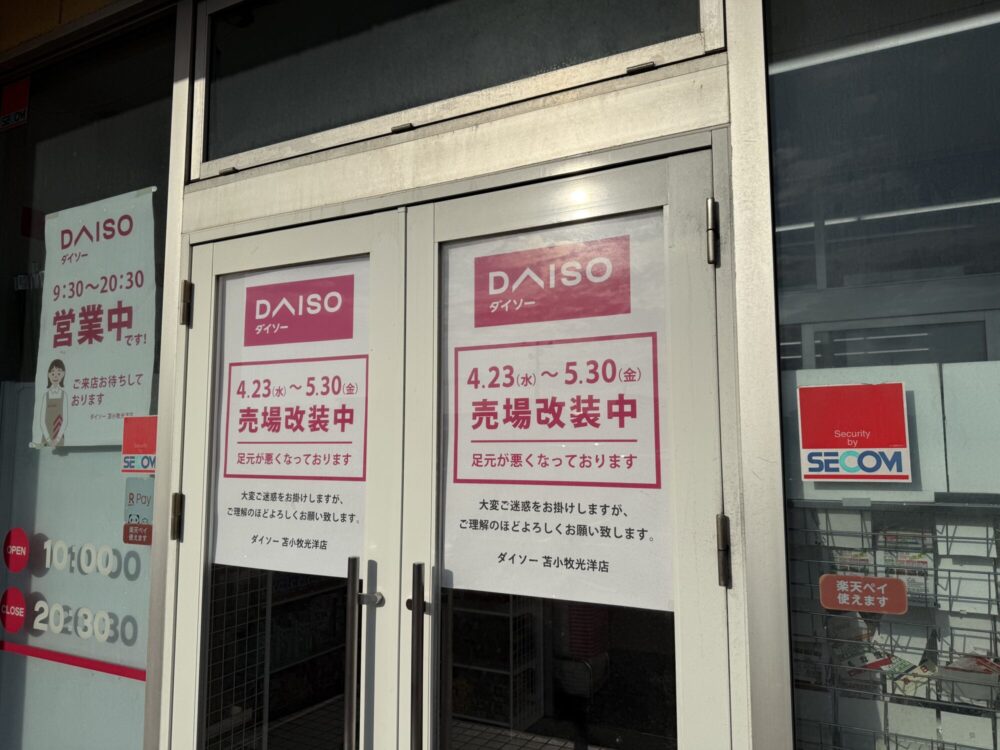 SECOM
DAISO
ダイソー
9:30～20:30
営業中です!
ご来店お待ちして
おります
ダイソー 苫小牧光洋店
SECOM
R Pay
楽天ペイ
使えます
OPEN
10:00
CLOSE
20:30
DAISO
ダイソー
4.23(水)～5.30(金)
売場改装中
足元が悪くなっております
大変ご迷惑をお掛けしますが、
ご理解のほどよろしくお願い致します。
ダイソー 苫小牧光洋店
DAISO
ダイソー
4.23(水)～5.30(金)
売場改装中
足元が悪くなっております
大変ご迷惑をお掛けしますが、
ご理解のほどよろしくお願い致します。
ダイソー 苫小牧光洋店
Security
by
SECOM
楽天ペイ
使えます